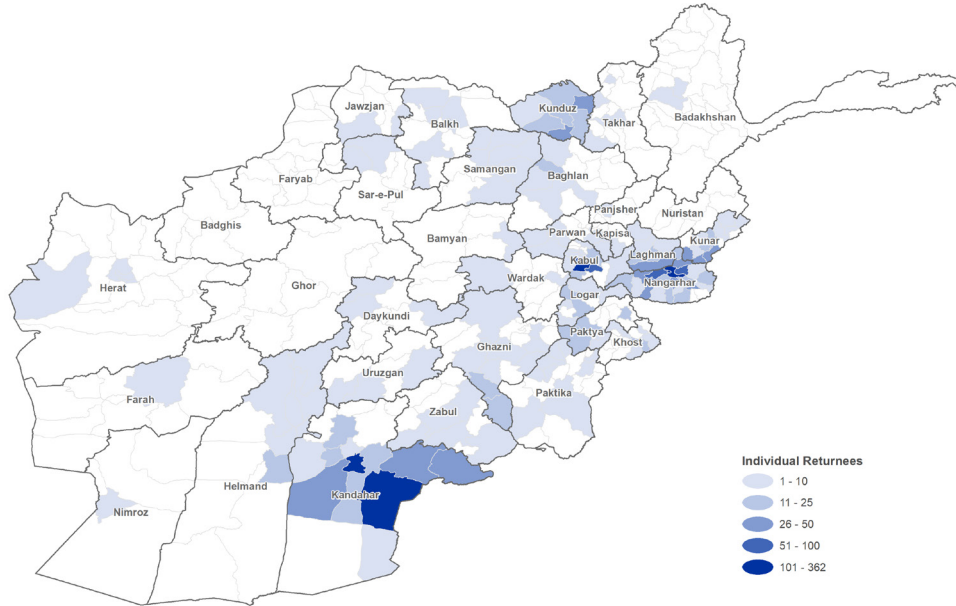 Jawzjan
Balkh
Kunduz
Takhar
Badakhshan
Faryab
Sar-e-Pul
Samangan
Baghlan
Badghis
Bamyan
Parwan
Panjsher
Kapisa
Nuristan
Kunar
Laghman
Kabul
Nangarhar
Herat
Ghor
Wardak
Logar
Daykundi
Ghazni
Paktya
Khost
Uruzgan
Paktika
Farah
Zabul
Helmand
Kandahar
Nimroz
Individual Returnees
1 - 10
11 - 25
26 - 50
51 - 100
101 - 362